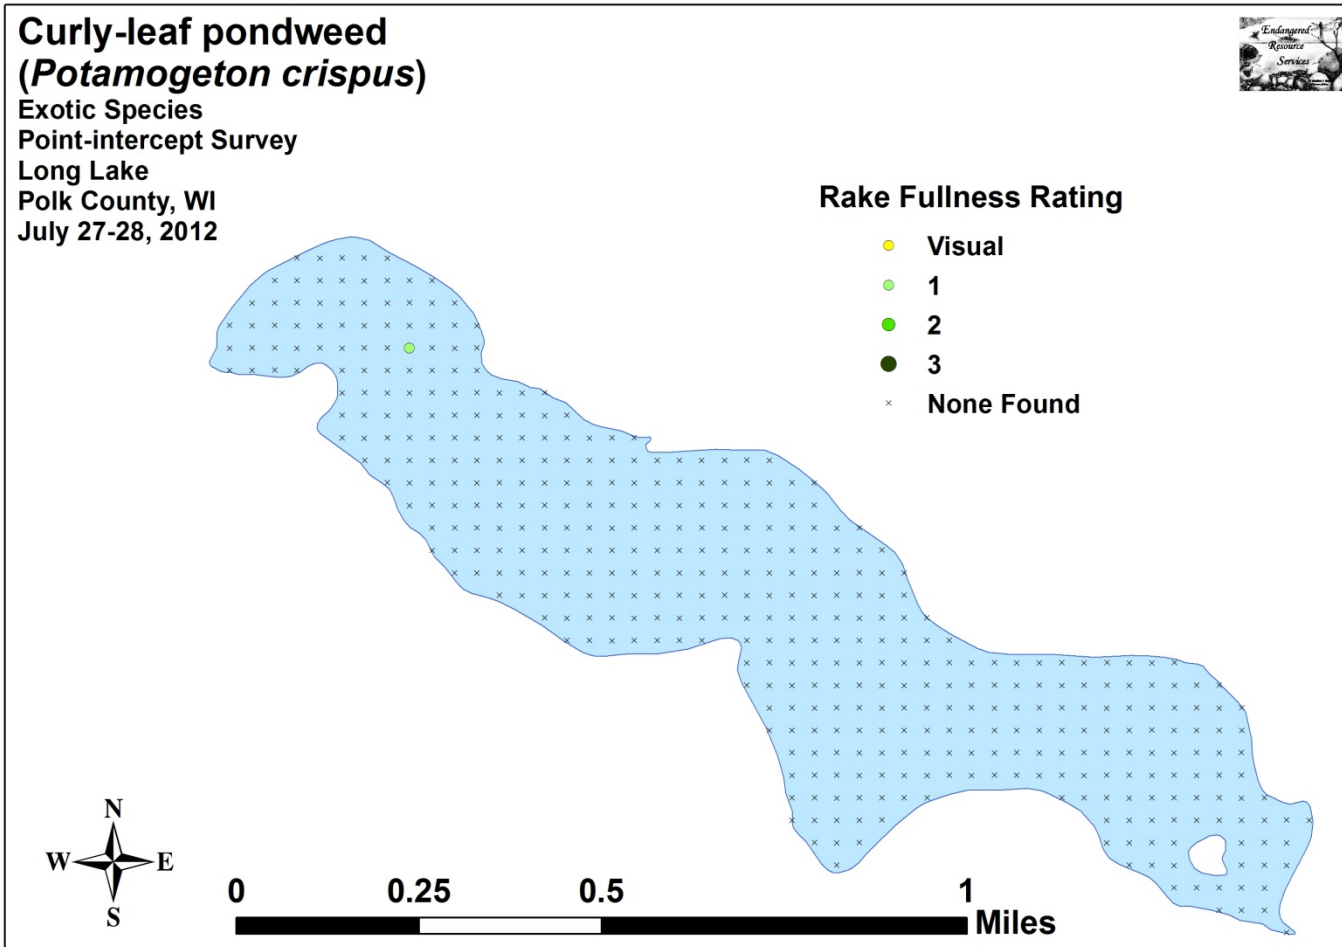 Curly-leaf pondweed
(Potamogeton crispus)
Exotic Species
Point-intercept Survey
Long Lake
Polk County, WI
July 27-28, 2012
Endangered
Resource
Services
Rake Fullness Rating
Visual
1
2
3
None Found
N
W E
S
0 0.25 0.5 1
Miles